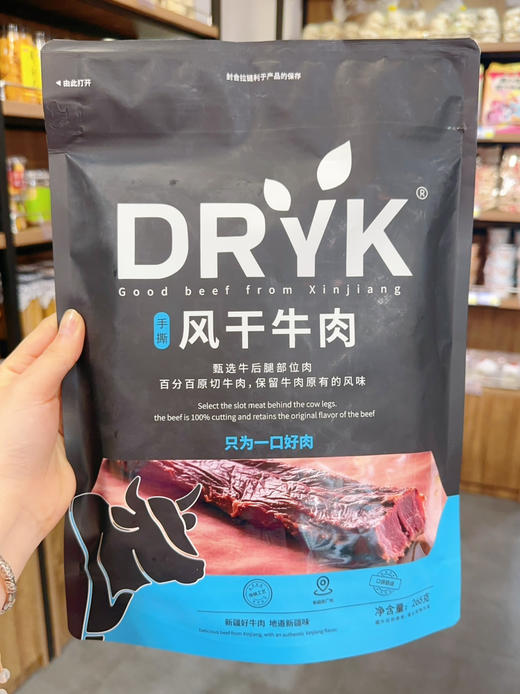 封合拉链利于产品的保存
◀ 由此打开
DRYK®
Good beef from Xinjiang
手撕
风干牛肉
甄选牛后腿部位肉
百分百原切牛肉,保留牛肉原有的风味
Select the slot meat behind the cow legs.
the beef is 100% cutting and retains the original flavor of the beef
只为一口好肉
新疆好牛肉 地道新疆味
Delicious beef from Xinjiang, with an authentic Xinjiang flavor.
净含量：265克